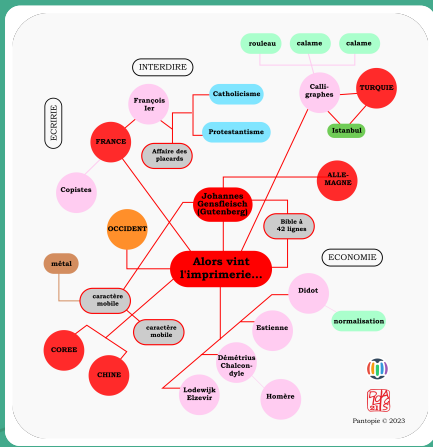 rouleau
calame
calame
INTERDIRE
Calli-
graphes
TURQUIE
François
Ier
Catholicisme
ECRIRIE
Istanbul
FRANCE
Protestantisme
Affaire des
placards
ALLE-
MAGNE
Copistes
Johannes
Gensfleisch
(Gutenberg)
Bible à
42 lignes
OCCIDENT
ECONOMIE
métal
Alors vint
l'imprimerie...
Didot
caractère
mobile
normalisation
Estienne
caractère
mobile
COREE
Démétrius
Chalcon-
dyle
CHINE
Lodewijk
Elzevir
Homère
Pantopie © 2023